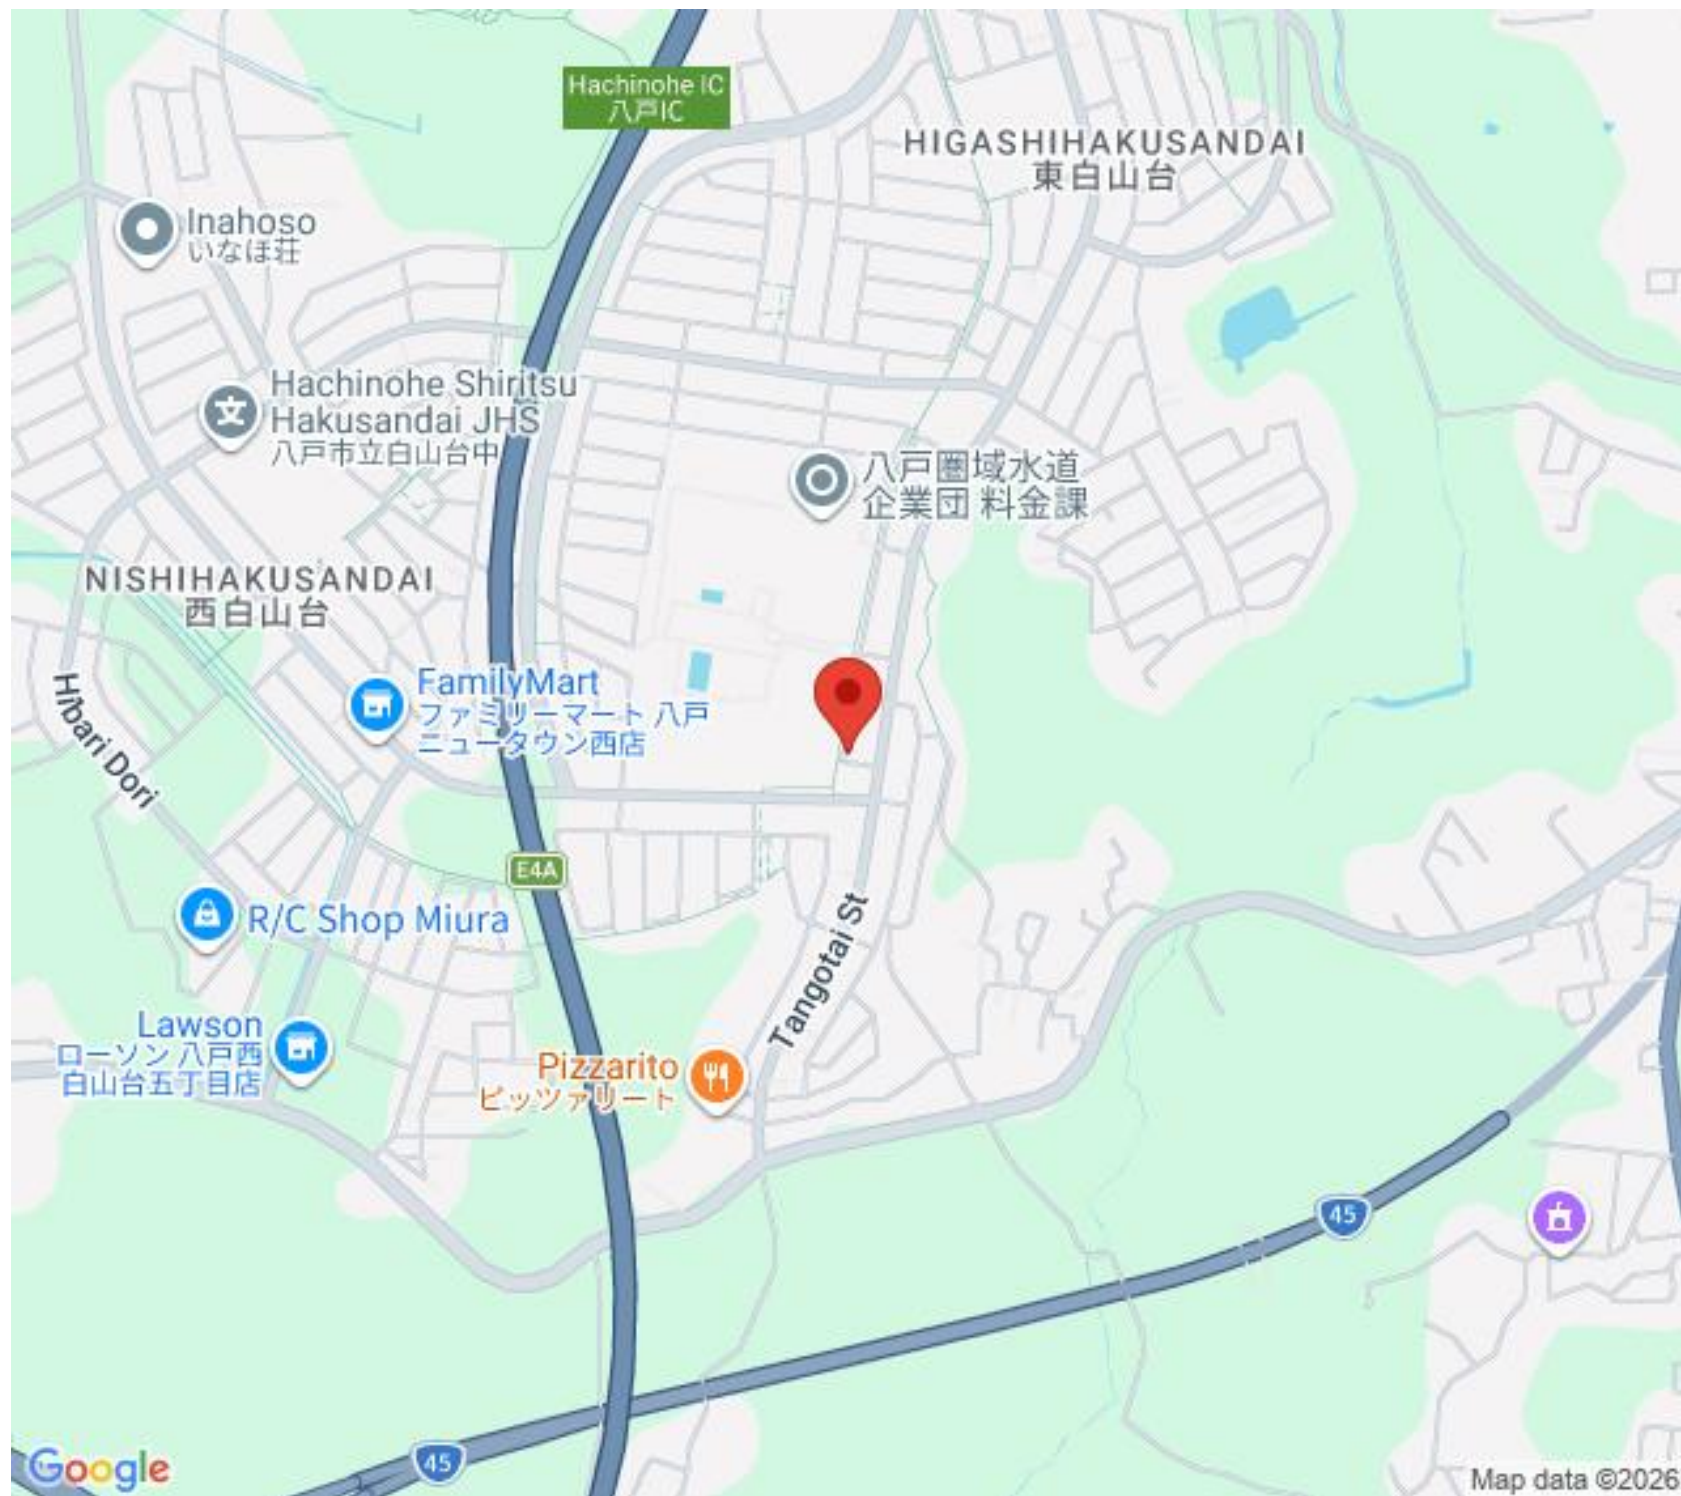 Hachinohe IC
八戸IC
HIGASHIHAKUSANDAI
東白山台
Inahoso
いなほ荘
Hachinohe Shiritsu
Hakusandai JHS
八戸市立白山台中
八戸圏域水道
企業団 料金課
NISHIHAKUSANDAI
西白山台
FamilyMart
ファミリーマート 八戸
ニュータウン西店
Hibari Dori
E4A
R/C Shop Miura
Tangotai St
Lawson
ローソン 八戸西
白山台五丁目店
Pizzarito
ピッツァリート
45
45
Google
Map data ©2026